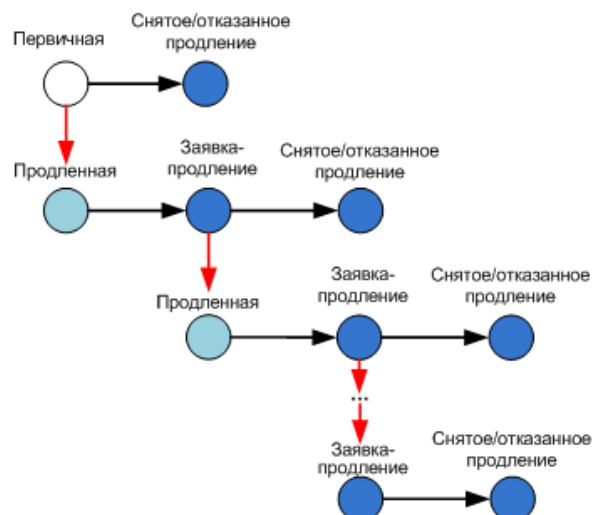 Первичная
Снятое/отказанное
продление
Продленная
Заявка-
продление
Снятое/отказанное
продление
Продленная
Заявка-
продление
Снятое/отказанное
продление
...
Заявка-
продление
Снятое/отказанное
продление